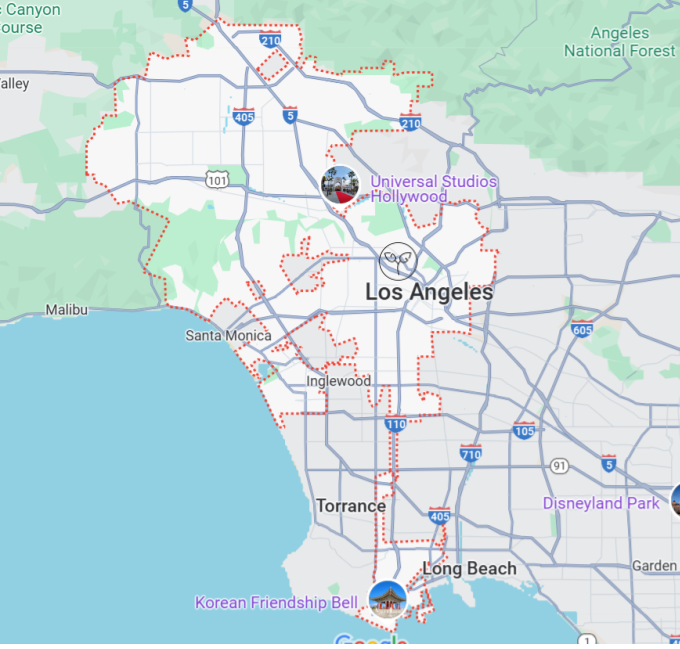 c Canyon
ourse
5
210
Angeles
National Forest
alley
405
5
210
101
Universal Studios
Hollywood
Los Angeles
Malibu
605
Santa Monica
Inglewood
110
105
710
91
5
Disneyland Park
Torrance
405
Long Beach
Garden
Korean Friendship Bell
Google
1